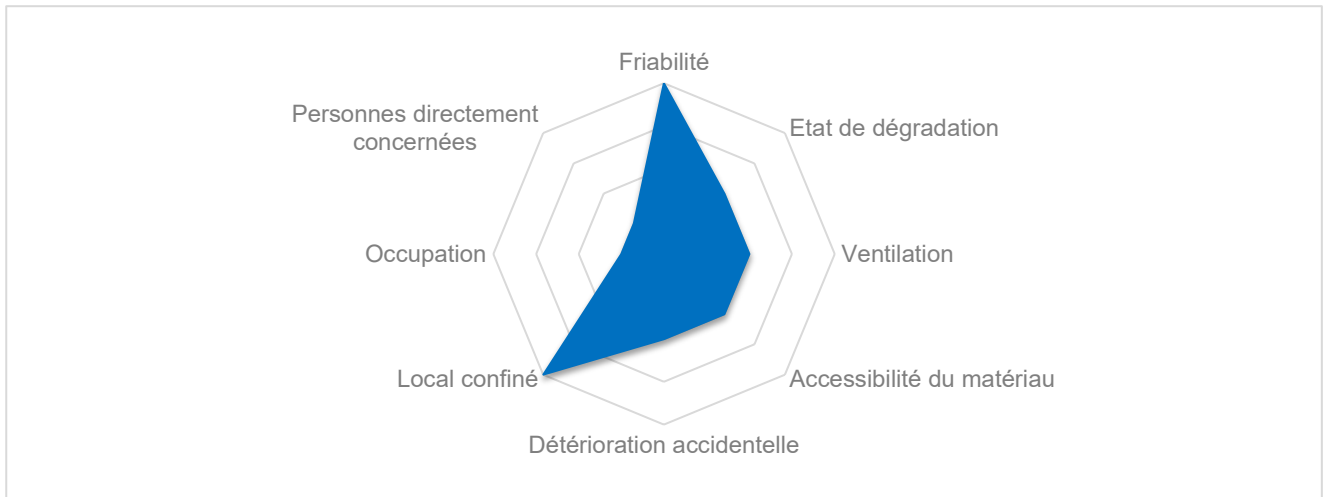 Friabilité
Personnes directement
concernées
Etat de dégradation
Occupation
Ventilation
Local confiné
Accessibilité du matériau
Détérioration accidentelle